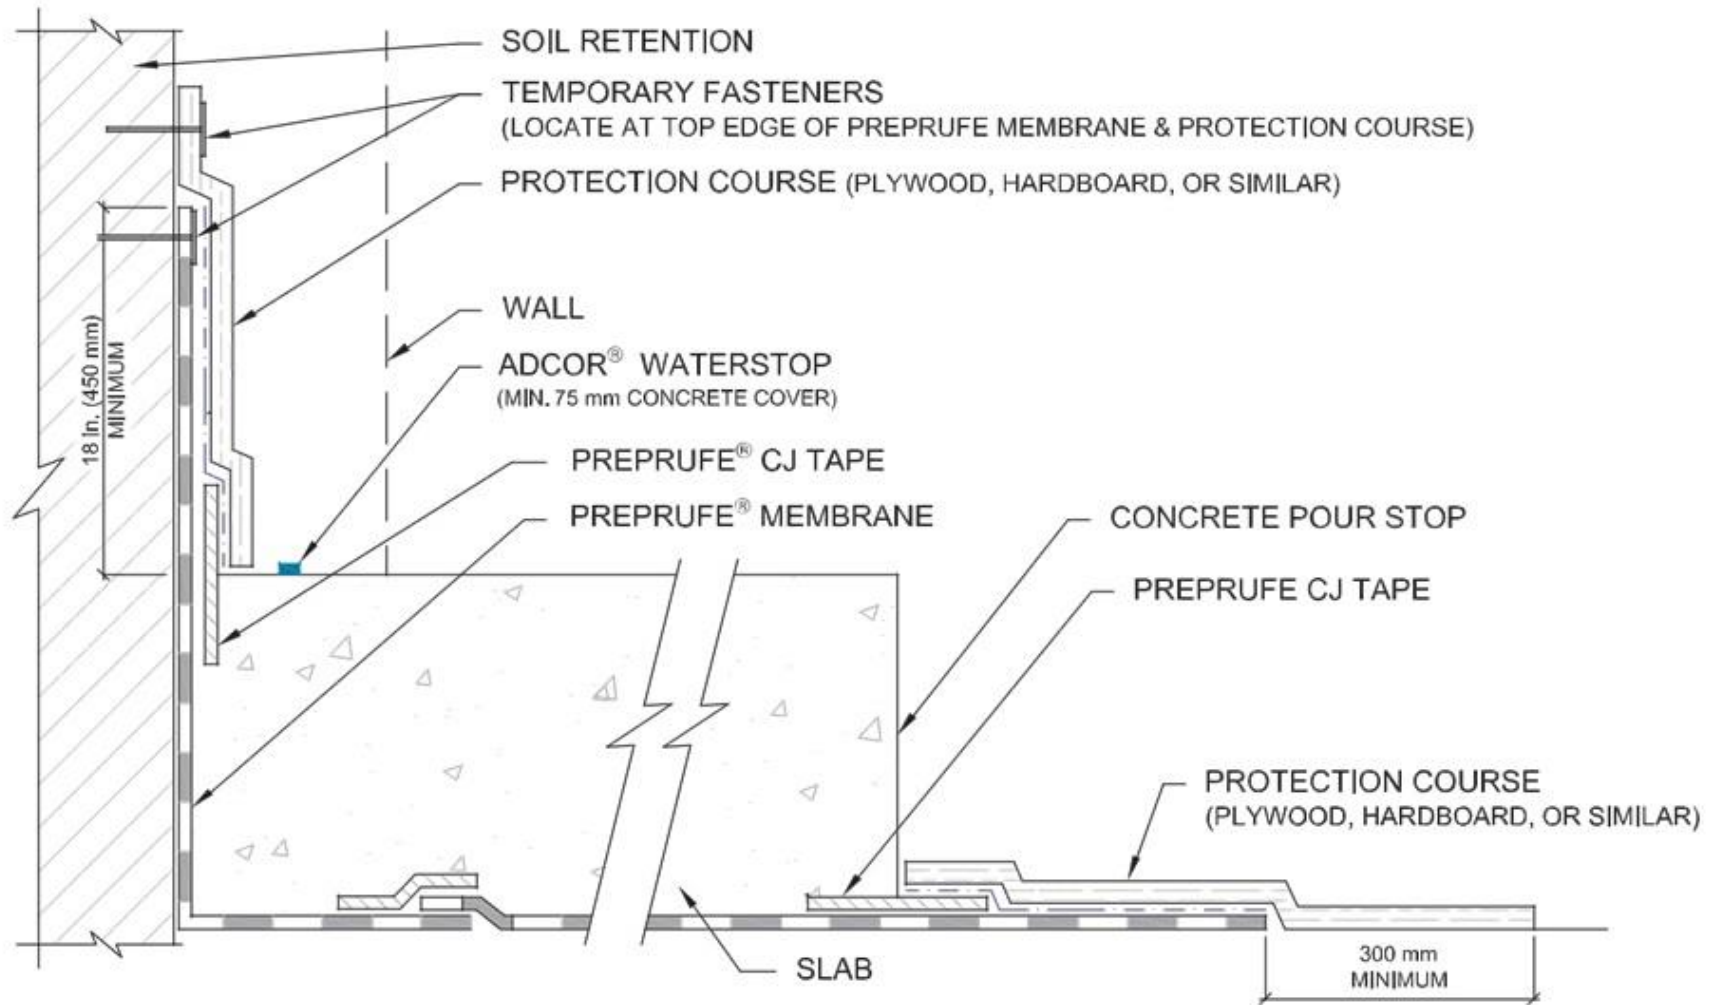 SOIL RETENTION
TEMPORARY FASTENERS
(LOCATE AT TOP EDGE OF PREPRUFE MEMBRANE & PROTECTION COURSE)
PROTECTION COURSE (PLYWOOD, HARDBOARD, OR SIMILAR)
18 in. (450 mm)
MINIMUM
WALL
ADCOR® WATERSTOP
(MIN. 75 mm CONCRETE COVER)
PREPRUFE® CJ TAPE
PREPRUFE® MEMBRANE
CONCRETE POUR STOP
PREPRUFE CJ TAPE
PROTECTION COURSE
(PLYWOOD, HARDBOARD, OR SIMILAR)
SLAB
300 mm
MINIMUM